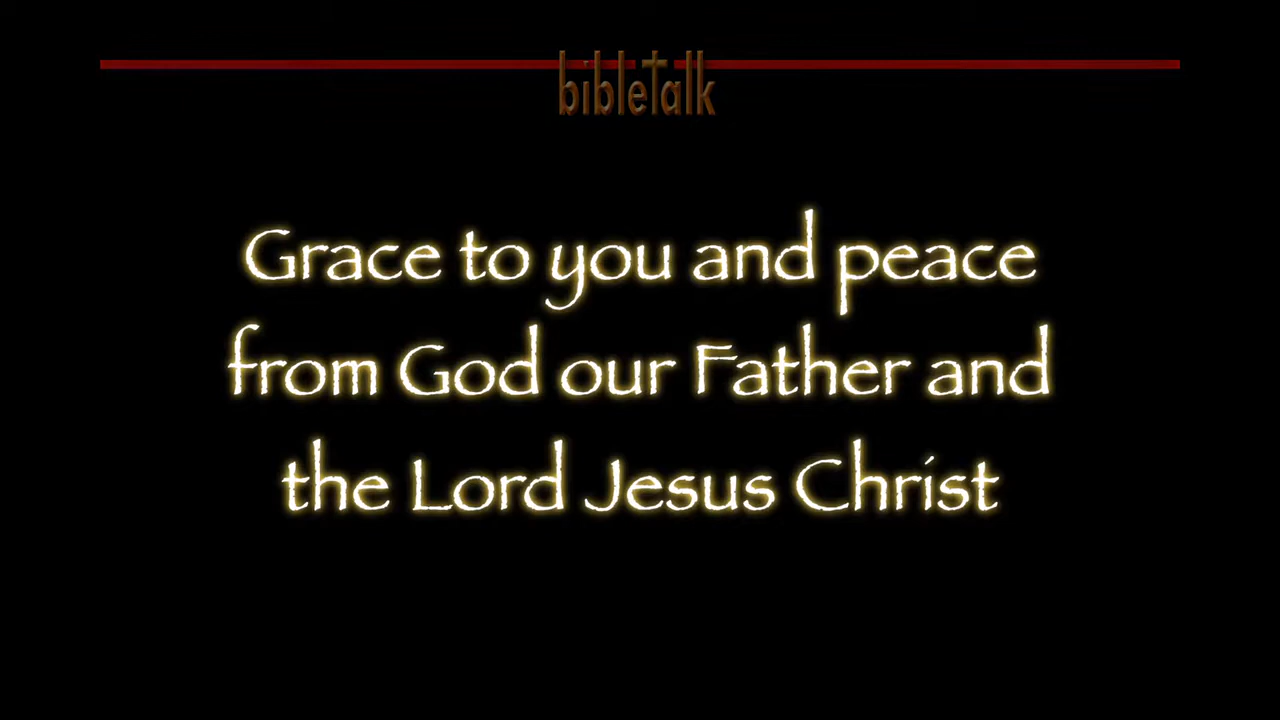 bibleTalk
Grace to you and peace
from God our Father and
the Lord Jesus Christ